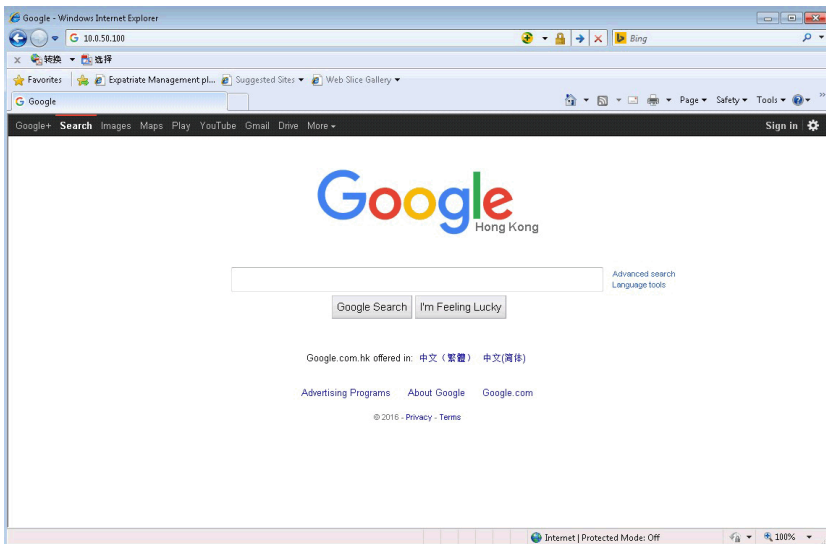 Google - Windows Internet Explorer
10.0.50.100 Bing
x 转换 选择
Favorites Expatriate Management pl... Suggested Sites Web Slice Gallery
Google Page Safety Tools »
Google+ Search Images Maps Play YouTube Gmail Drive More Sign in
Google
Hong Kong
Advanced search
Language tools
Google Search I'm Feeling Lucky
Google.com.hk offered in: 中文（繁體） 中文(简体)
Advertising Programs About Google Google.com
© 2016 - Privacy - Terms
Internet | Protected Mode: Off 100%